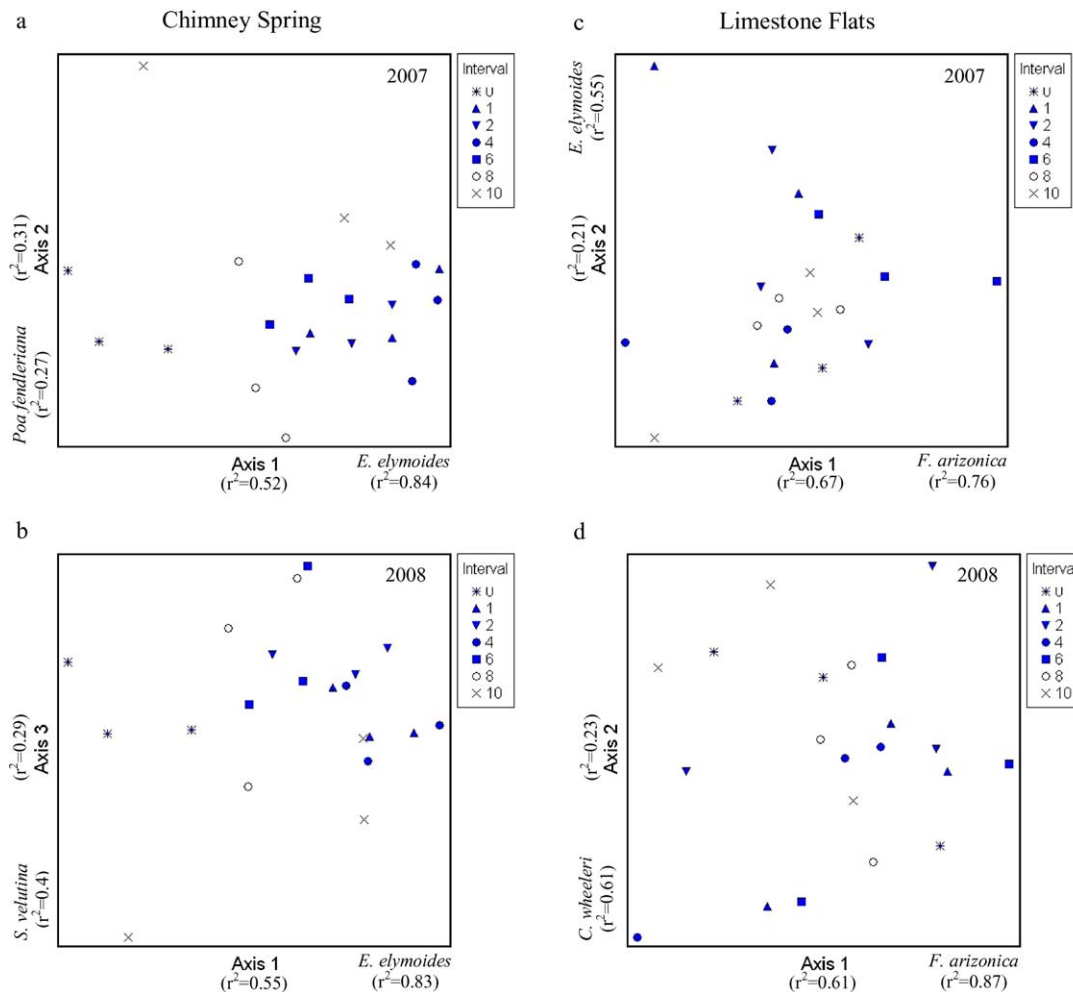 a Chimney Spring
2007
Interval
U
1
2
4
6
8
10
Axis 2
(r²=0.31)
Poa fendleriana
(r²=0.27)
Axis 1
(r²=0.52)
E. elymoides
(r²=0.84)
c Limestone Flats
2007
Interval
U
1
2
4
6
8
10
E. elymoides
(r²=0.55)
Axis 2
(r²=0.21)
Axis 1
(r²=0.67)
F. arizonica
(r²=0.76)
b
2008
Interval
U
1
2
4
6
8
10
Axis 3
(r²=0.29)
S. velutina
(r²=0.4)
Axis 1
(r²=0.55)
E. elymoides
(r²=0.83)
d
2008
Interval
U
1
2
4
6
8
10
Axis 2
(r²=0.23)
C. wheeleri
(r²=0.61)
Axis 1
(r²=0.61)
F. arizonica
(r²=0.87)